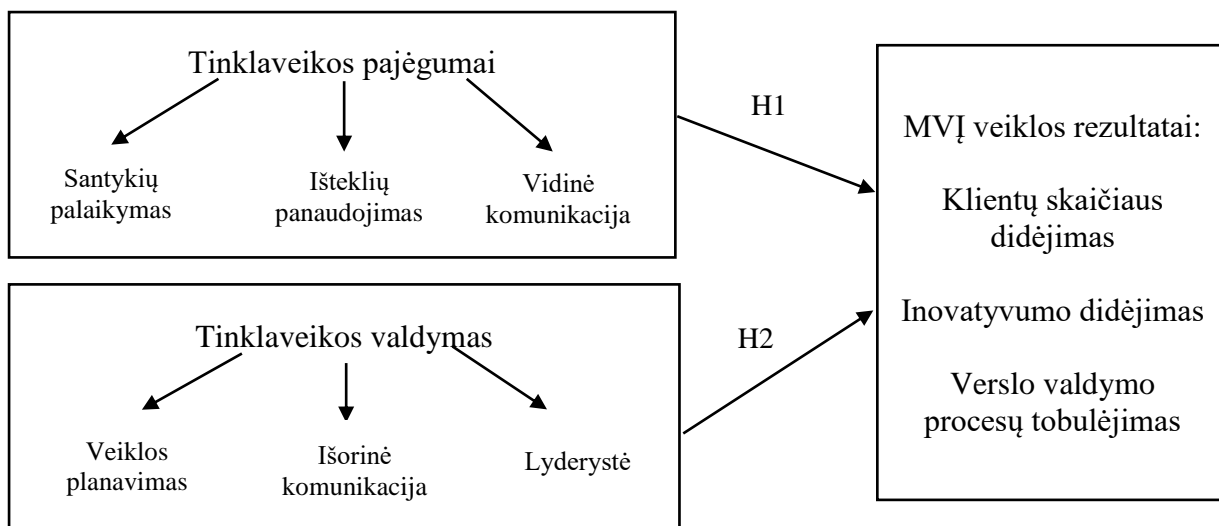 Tinklaveikos pajėgumai
Santykių
palaikymas
Išteklių
panaudojimas
Vidinė
komunikacija
H1
Tinklaveikos valdymas
Veiklos
planavimas
Išorinė
komunikacija
Lyderystė
H2
MVĮ veiklos rezultatai:
Klientų skaičiaus
didėjimas
Inovatyvumo didėjimas
Verslo valdymo
procesų tobulėjimas